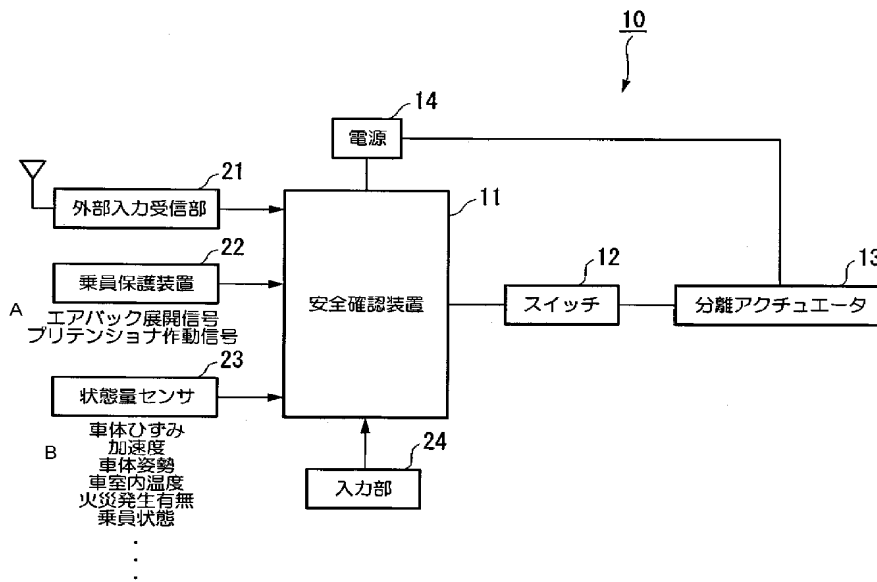 10
14
電源
21
外部入力受信部
11
22
乗員保護装置
安全確認装置
12
スイッチ
13
分離アクチュエータ
A
エアバック展開信号
プリテンショナ作動信号
23
状態量センサ
B
車体ひずみ
加速度
車体姿勢
車室内温度
火災発生有無
乗員状態
24
入力部